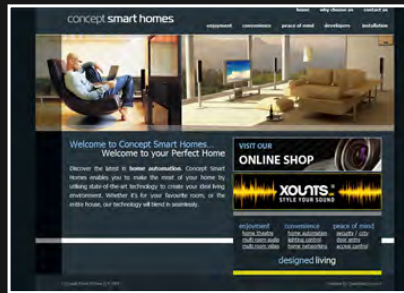 home why choose us contact us
concept smart homes
enjoyment convenience peace of mind developers installation
Welcome to Concept Smart Homes...
Welcome to your Perfect Home
Discover the latest in home automation. Concept Smart
Homes enables you to make the most of your home by
utilising state-of-the-art technology to create your ideal living
environment. Whether it's for your favourite room, or the
entire house, our technology will blend in seamlessly.
VISIT OUR
ONLINE SHOP
XOUNTS
STYLE YOUR SOUND
enjoyment convenience peace of mind
home theatre home automation security / cctv
multi room audio lighting control door entry
multi room video home networking access control
designed living